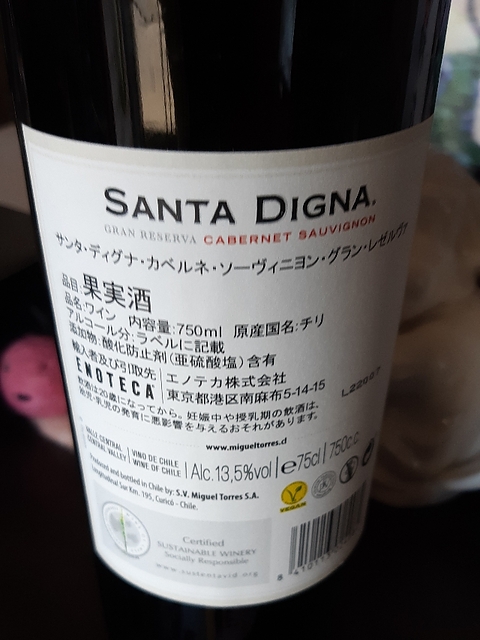 SANTA DIGNA.
GRAN RESERVA CABERNET SAUVIGNON
サンタ・ディグナ・カベルネ・ソーヴィニヨン・グラン・レゼルヴァ
品目:果実酒
品名:ワイン 内容量:750ml 原産国名:チリ
アルコール分:ラベルに記載
添加物:酸化防止剤(亜硫酸塩)含有
輸入者及び引取先
ENOTECA エノテカ株式会社
東京都港区南麻布5-14-15
飲酒は20歳になってから。妊娠中や授乳期の飲酒は、
胎児・乳児の発育に悪影響を与えるおそれがあります。
www.migueltorres.cl
VALLE CENTRAL VINO DE CHILE
CENTRAL VALLEY WINE OF CHILE
Alc.13,5%vol e75cl 750c.c.
Produced and bottled in Chile by: S.V. Miguel Torres S.A.
Longitudinal Sur Km. 195, Curicó - Chile.
VEGAN
Certified
SUSTAINABLE WINERY
Socially Responsible
www.sustentavid.org